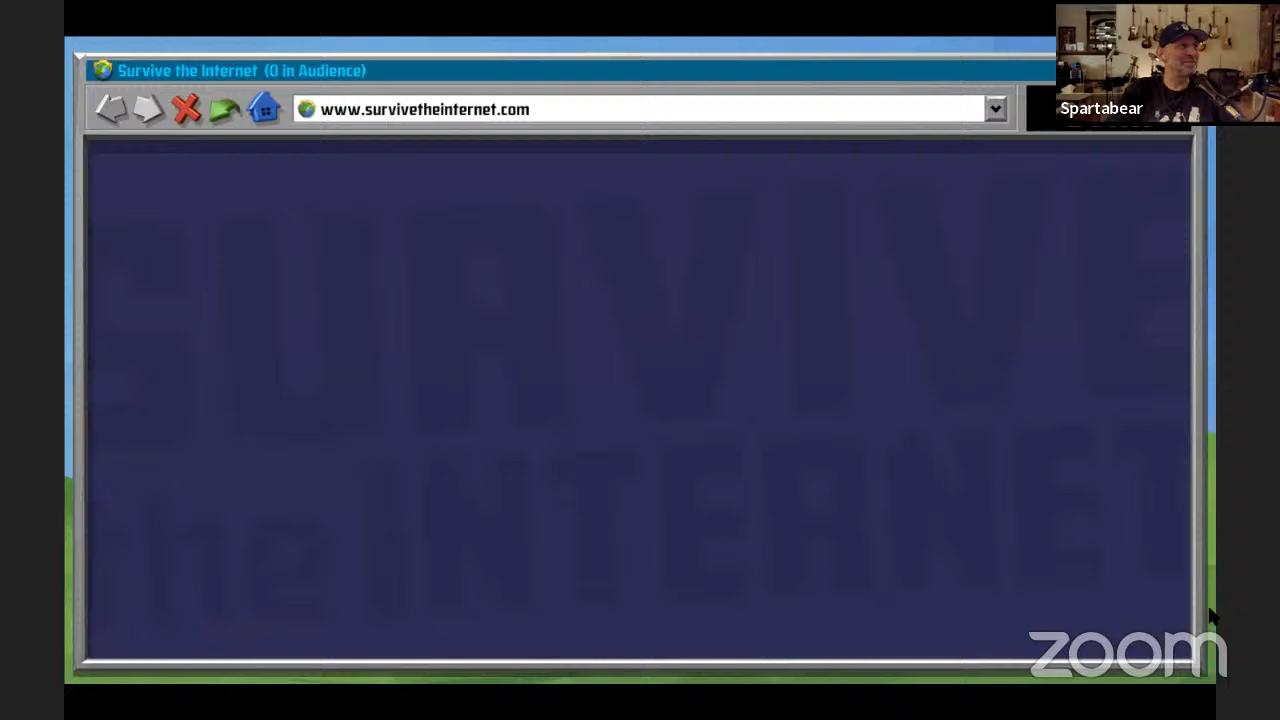 Survive the Internet (0 in Audience)
www.survivetheinternet.com
Spartabear
SURVIVE
the INTERNET
zoom